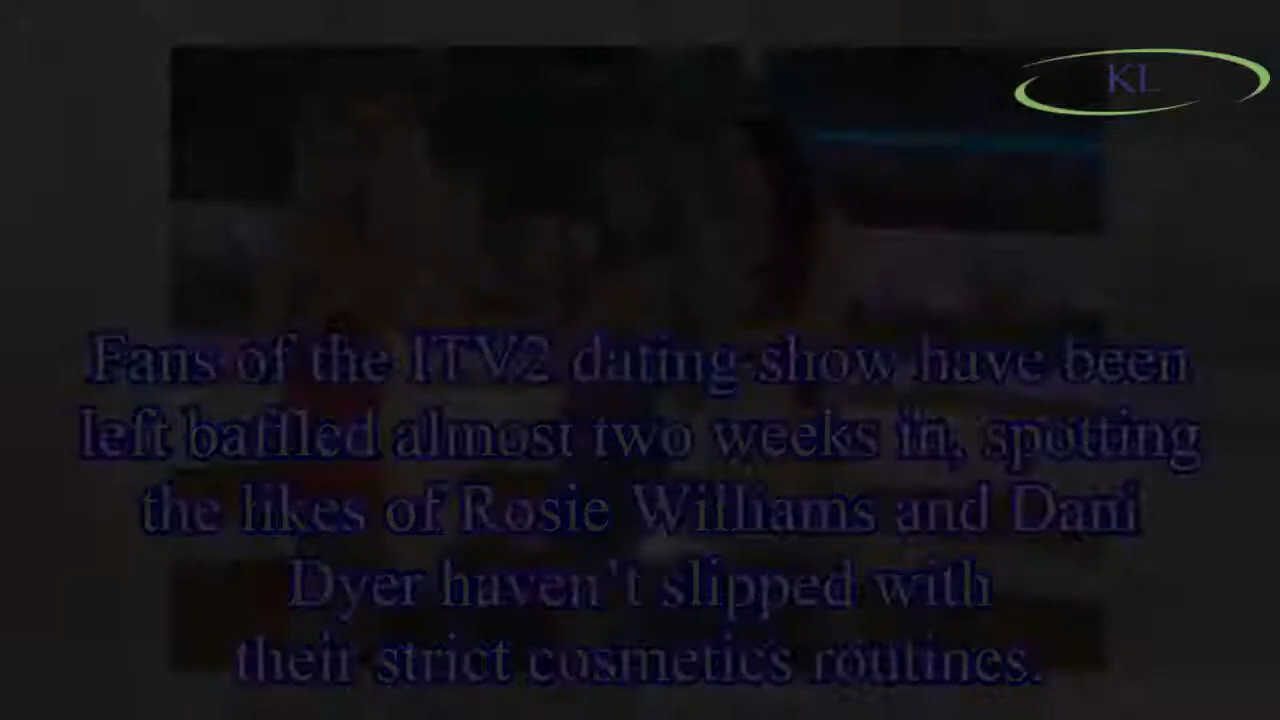 KL
Fans of the ITV2 dating show have been
left baffled almost two weeks in, spotting
the likes of Rosie Williams and Dani
Dyer haven't slipped with
their strict cosmetics routines.